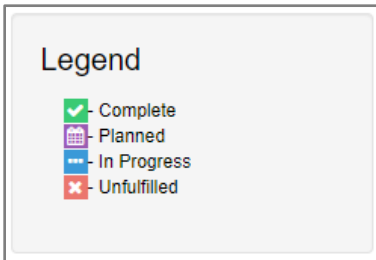 Legend
- Complete
- Planned
- In Progress
- Unfulfilled